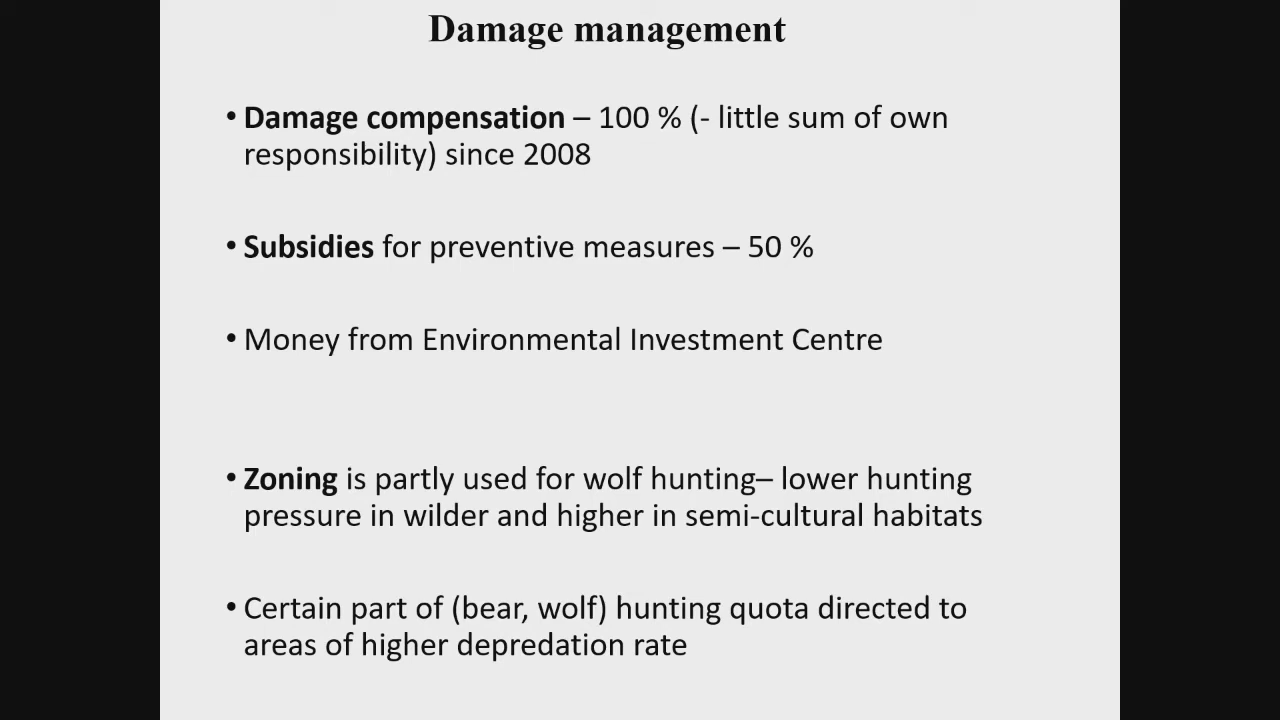 Damage management
• Damage compensation – 100 % (- little sum of own
responsibility) since 2008
• Subsidies for preventive measures – 50 %
• Money from Environmental Investment Centre
• Zoning is partly used for wolf hunting– lower hunting
pressure in wilder and higher in semi-cultural habitats
• Certain part of (bear, wolf) hunting quota directed to
areas of higher depredation rate